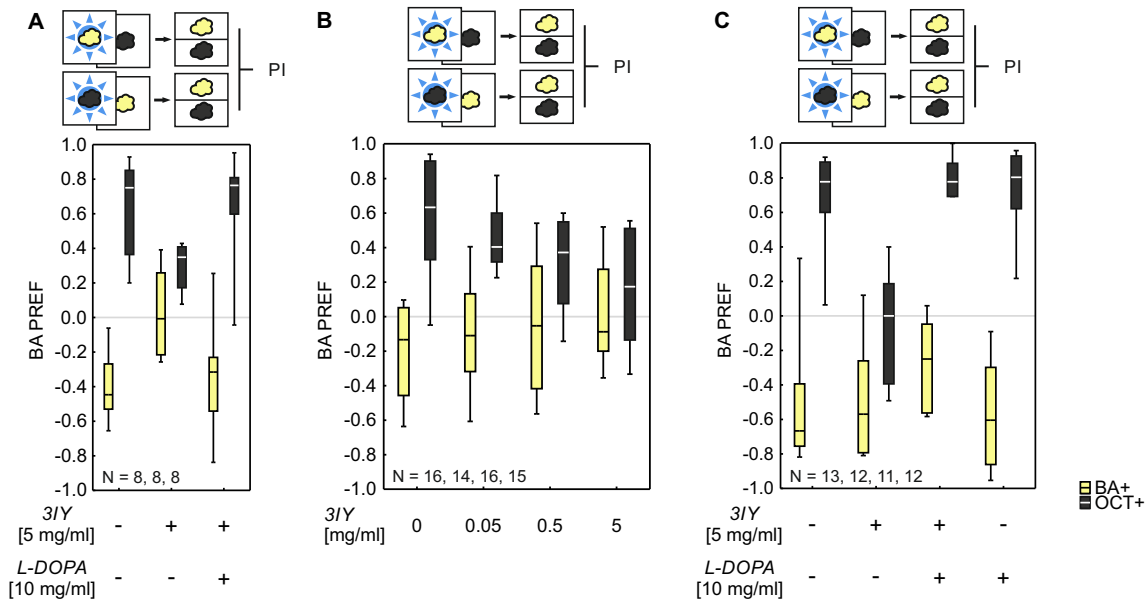 A
PI
BA PREF
1.0
0.8
0.6
0.4
0.2
0.0
-0.2
-0.4
-0.6
-0.8
-1.0
N = 8, 8, 8
3IY
[5 mg/ml]
- + +
L-DOPA
[10 mg/ml]
- - +
B
PI
BA PREF
1.0
0.8
0.6
0.4
0.2
0.0
-0.2
-0.4
-0.6
-0.8
-1.0
N = 16, 14, 16, 15
3IY
[mg/ml]
0 0.05 0.5 5
C
PI
BA PREF
1.0
0.8
0.6
0.4
0.2
0.0
-0.2
-0.4
-0.6
-0.8
-1.0
N = 13, 12, 11, 12
3IY
[5 mg/ml]
- + + -
L-DOPA
[10 mg/ml]
- - + +
BA+
OCT+